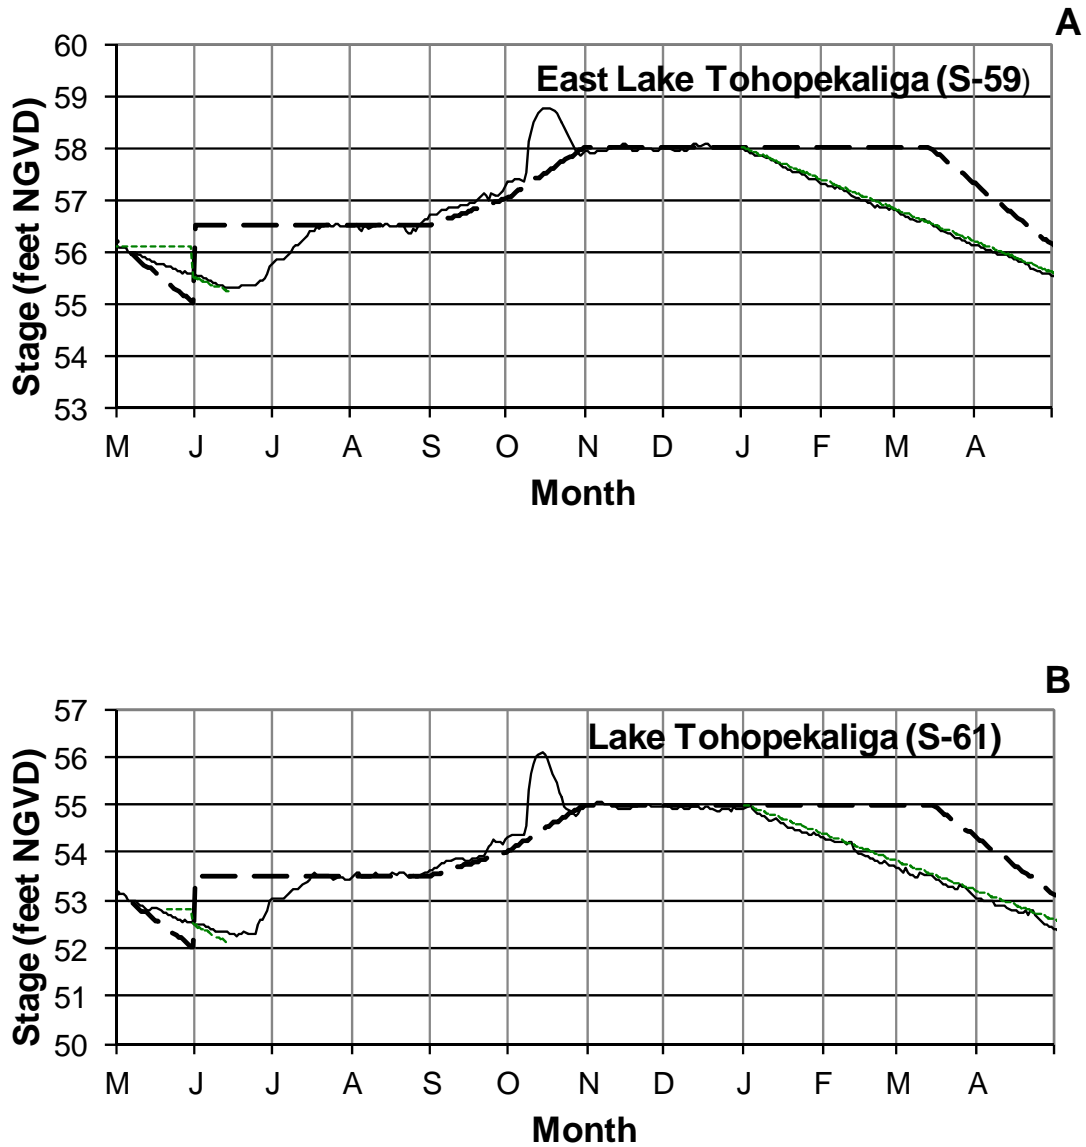 A
East Lake Tohopekaliga (S-59)
60
59
58
57
56
55
54
53
Stage (feet NGVD)
M J J A S O N D J F M A
Month
B
Lake Tohopekaliga (S-61)
57
56
55
54
53
52
51
50
Stage (feet NGVD)
M J J A S O N D J F M A
Month